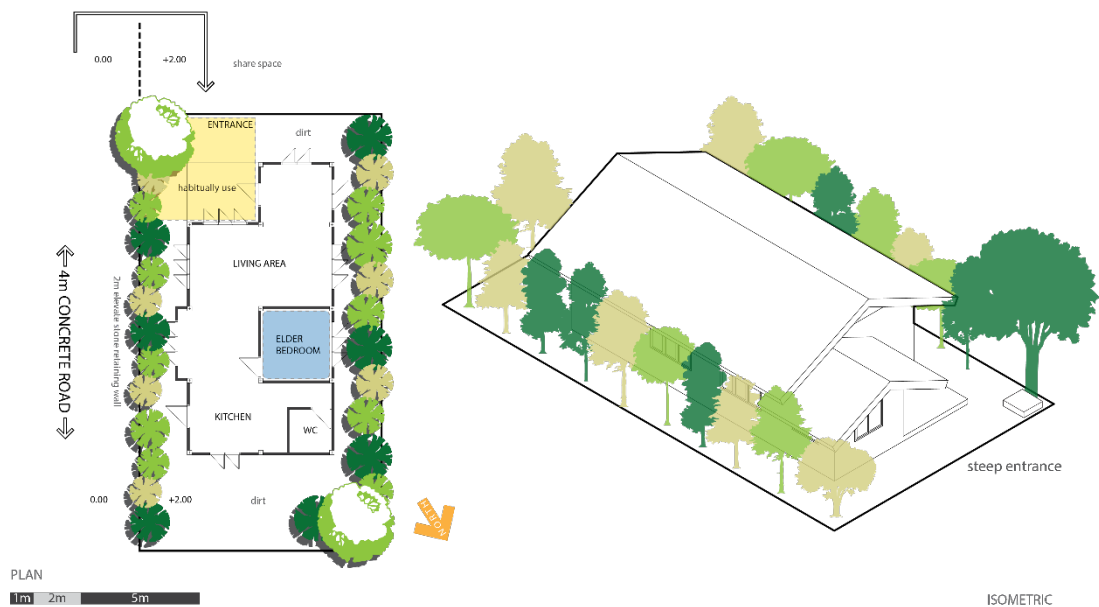 0.00
+2.00
share space
ENTRANCE
dirt
habitually use
LIVING AREA
4m CONCRETE ROAD
2m elevate stone retaining wall
ELDER
BEDROOM
KITCHEN
WC
0.00
+2.00
dirt
NORTH
steep entrance
PLAN
1m 2m 5m
ISOMETRIC